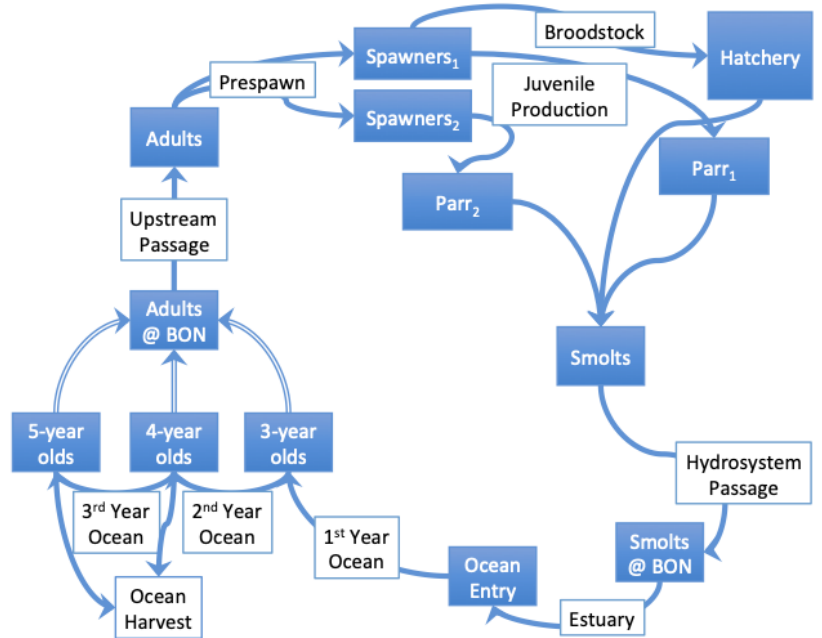 Broodstock
Spawners₁
Hatchery
Prespawn
Juvenile
Production
Adults
Spawners₂
Parr₁
Parr₂
Upstream
Passage
Adults
@ BON
Smolts
5-year
olds
4-year
olds
3-year
olds
Hydrosystem
Passage
3rd Year
Ocean
2nd Year
Ocean
1st Year
Ocean
Smolts
@ BON
Ocean
Entry
Ocean
Harvest
Estuary